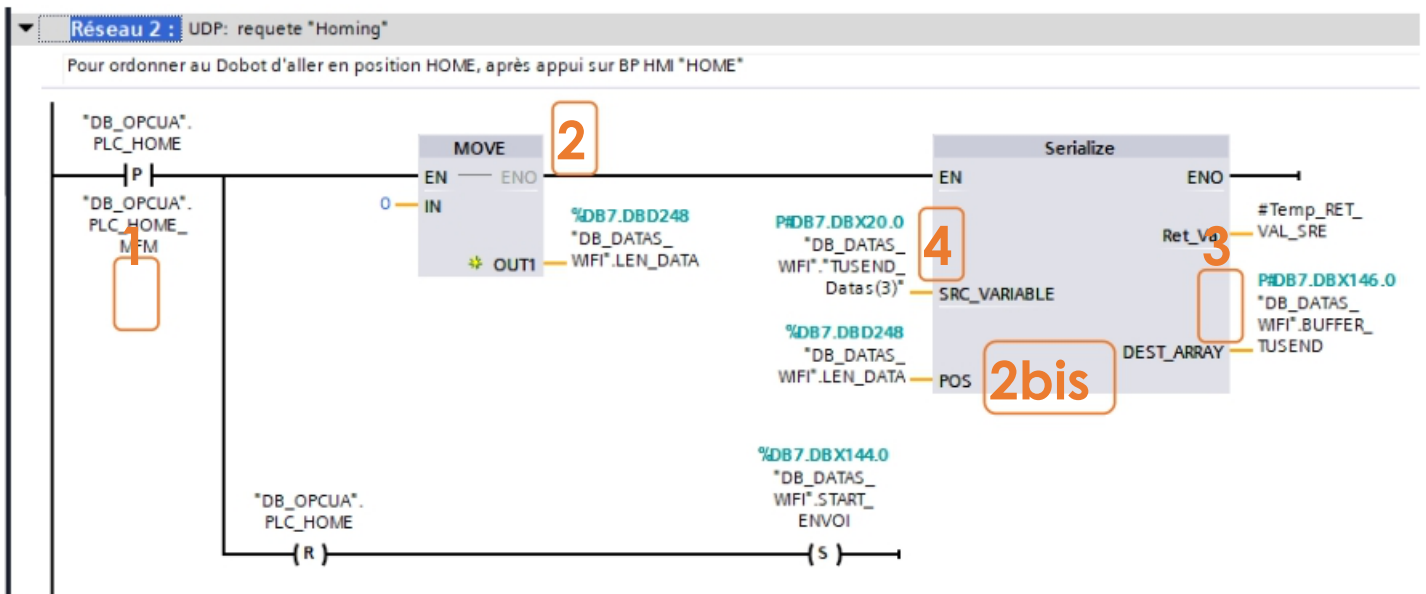 Réseau 2 : UDP: requete "Homing"
Pour ordonner au Dobot d'aller en position HOME, après appui sur BP HMI "HOME"
"DB_OPCUA".
PLC_HOME
P
"DB_OPCUA".
PLC_HOME_
MFM
1
MOVE
EN
ENO
0
IN
OUT1
2
%DB7.DBD248
"DB_DATAS_
WIFI".LEN_DATA
Serialize
EN
ENO
P#DB7.DBX20.0
"DB_DATAS_
WIFI"."TUSEND_
Datas(3)"
SRC_VARIABLE
4
%DB7.DBD248
"DB_DATAS_
WIFI".LEN_DATA
POS
2bis
Ret_Va
3
#Temp_RET_
VAL_SRE
DEST_ARRAY
P#DB7.DBX146.0
"DB_DATAS_
WIFI".BUFFER_
TUSEND
"DB_OPCUA".
PLC_HOME
R
%DB7.DBX144.0
"DB_DATAS_
WIFI".START_
ENVOI
S